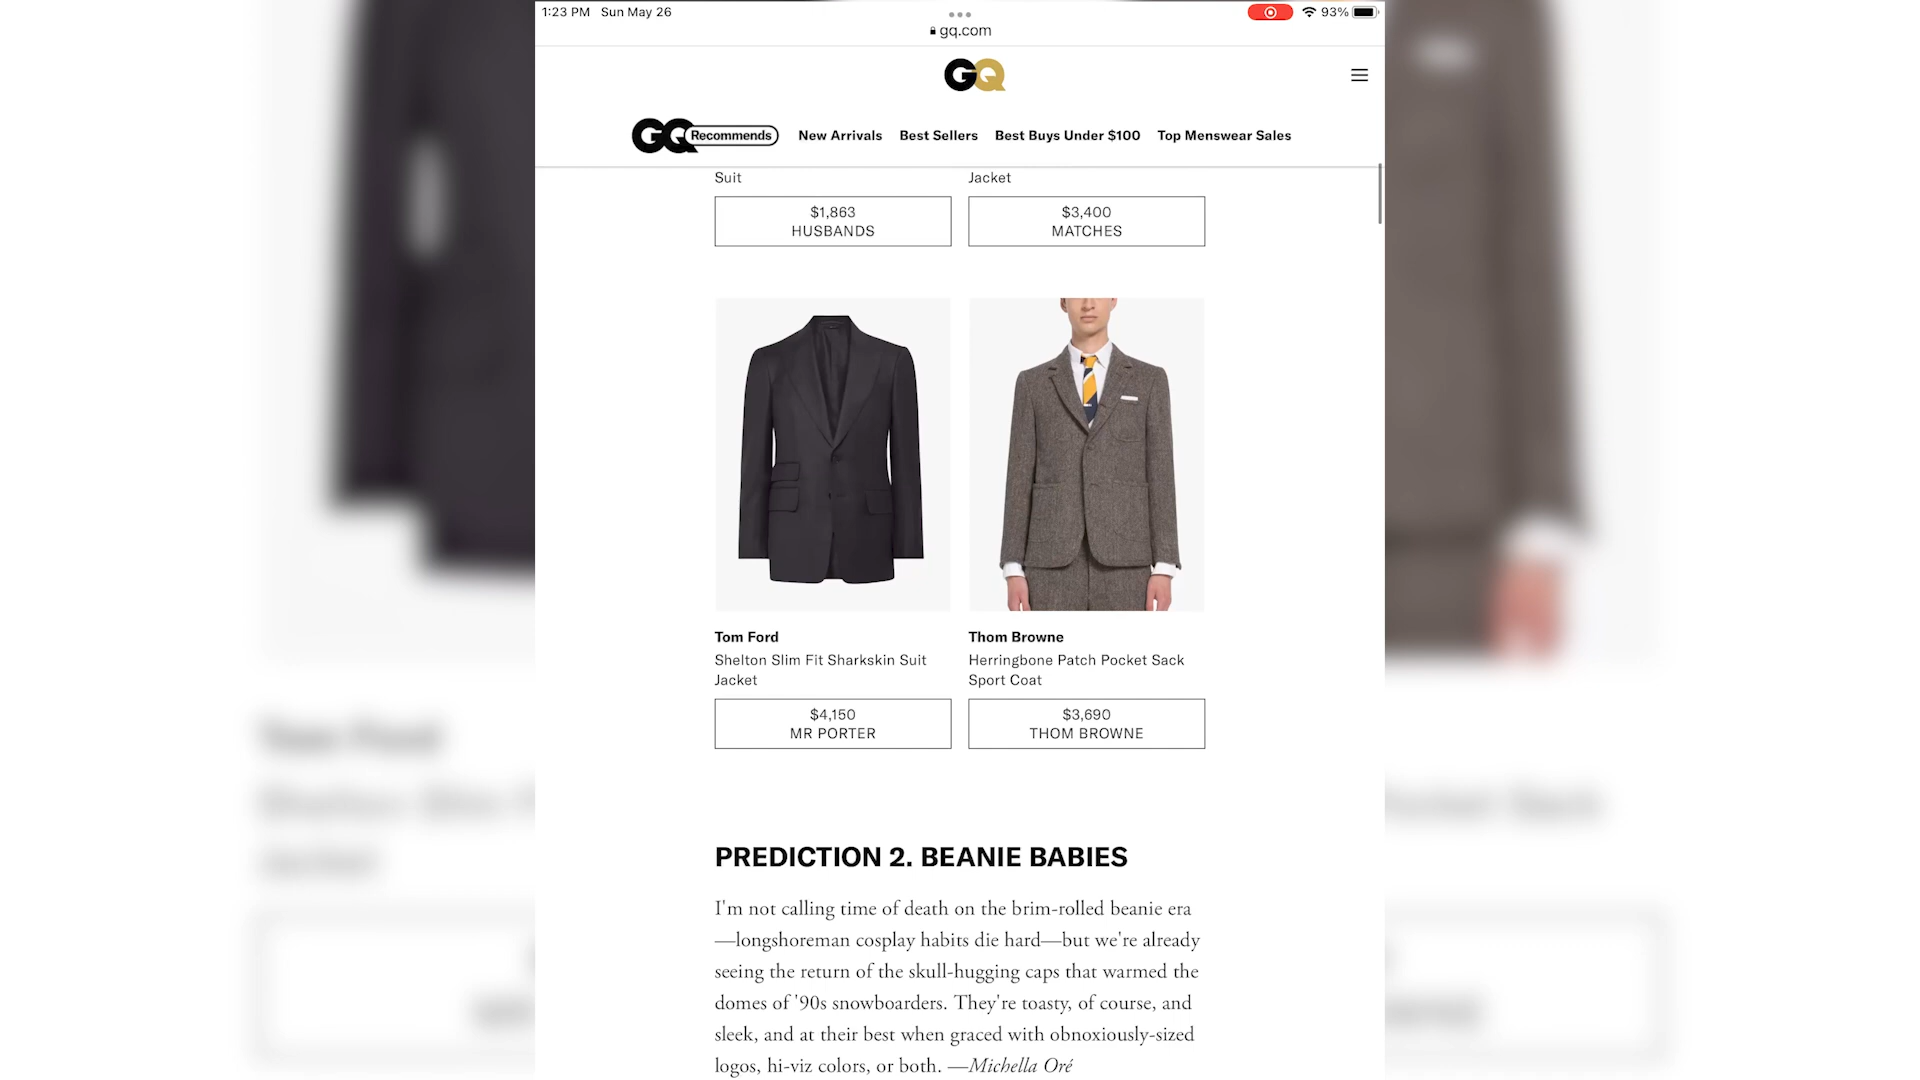 1:23 PM Sun May 26
93%
gq.com
GQ
GQ Recommends New Arrivals Best Sellers Best Buys Under $100 Top Menswear Sales
Suit
Jacket
$1,863
HUSBANDS
$3,400
MATCHES
Tom Ford
Shelton Slim Fit Sharkskin Suit
Jacket
$4,150
MR PORTER
Thom Browne
Herringbone Patch Pocket Sack
Sport Coat
$3,690
THOM BROWNE
PREDICTION 2. BEANIE BABIES
I'm not calling time of death on the brim-rolled beanie era
—longshoreman cosplay habits die hard—but we're already
seeing the return of the skull-hugging caps that warmed the
domes of '90s snowboarders. They're toasty, of course, and
sleek, and at their best when graced with obnoxiously-sized
logos, hi-viz colors, or both. —Michella Oré
Tom Ford